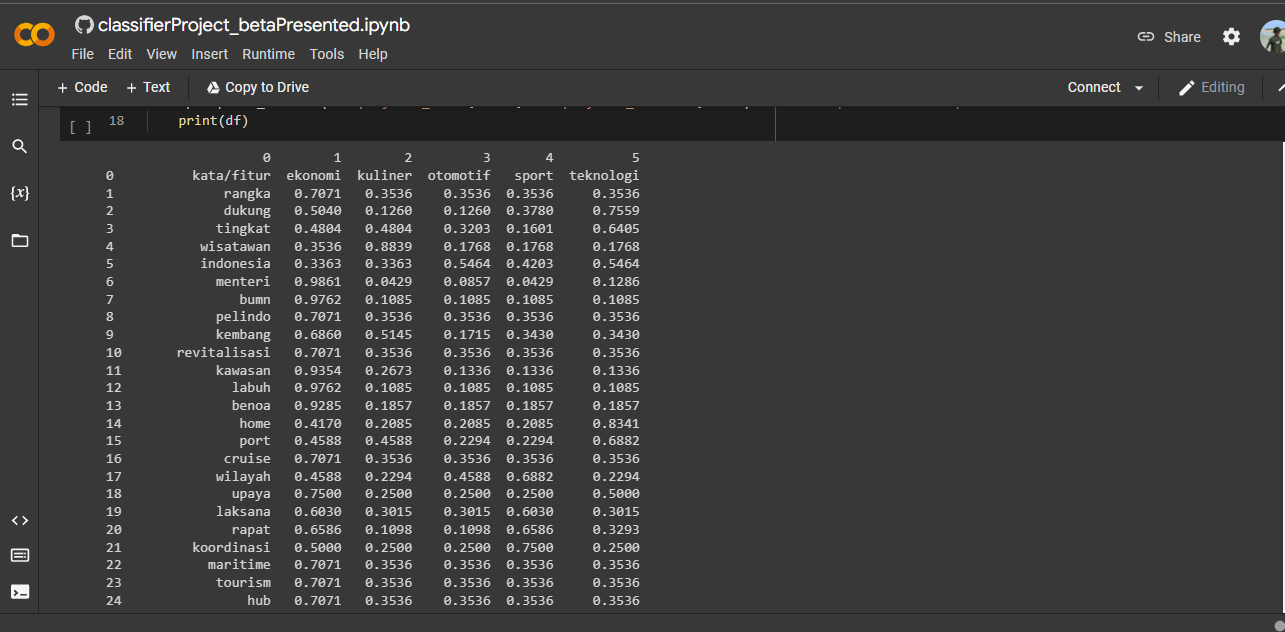 classifierProject_betaPresented.ipynb
File Edit View Insert Runtime Tools Help
Share
+ Code + Text Copy to Drive
Connect
Editing
{x}
[ ] 18 print(df)
0 1 2 3 4 5
0 kata/fitur ekonomi kuliner otomotif sport teknologi
1 rangka 0.7071 0.3536 0.3536 0.3536 0.3536
2 dukung 0.5040 0.1260 0.1260 0.3780 0.7559
3 tingkat 0.4804 0.4804 0.3203 0.1601 0.6405
4 wisatawan 0.3536 0.8839 0.1768 0.1768 0.1768
5 indonesia 0.3363 0.3363 0.5464 0.4203 0.5464
6 menteri 0.9861 0.0429 0.0857 0.0429 0.1286
7 bumn 0.9762 0.1085 0.1085 0.1085 0.1085
8 pelindo 0.7071 0.3536 0.3536 0.3536 0.3536
9 kembang 0.6860 0.5145 0.1715 0.3430 0.3430
10 revitalisasi 0.7071 0.3536 0.3536 0.3536 0.3536
11 kawasan 0.9354 0.2673 0.1336 0.1336 0.1336
12 labuh 0.9762 0.1085 0.1085 0.1085 0.1085
13 benoa 0.9285 0.1857 0.1857 0.1857 0.1857
14 home 0.4170 0.2085 0.2085 0.2085 0.8341
15 port 0.4588 0.4588 0.2294 0.2294 0.6882
16 cruise 0.7071 0.3536 0.3536 0.3536 0.3536
17 wilayah 0.4588 0.2294 0.4588 0.6882 0.2294
18 upaya 0.7500 0.2500 0.2500 0.2500 0.5000
19 laksana 0.6030 0.3015 0.3015 0.6030 0.3015
20 rapat 0.6586 0.1098 0.1098 0.6586 0.3293
21 koordinasi 0.5000 0.2500 0.2500 0.7500 0.2500
22 maritime 0.7071 0.3536 0.3536 0.3536 0.3536
23 tourism 0.7071 0.3536 0.3536 0.3536 0.3536
24 hub 0.7071 0.3536 0.3536 0.3536 0.3536